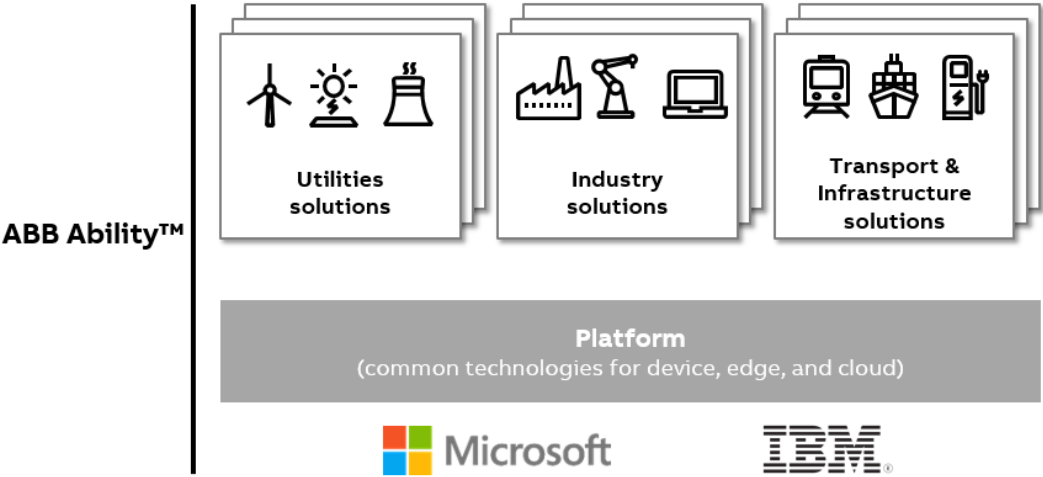 ABB Ability™
Utilities
solutions
Industry
solutions
Transport &
Infrastructure
solutions
Platform
(common technologies for device, edge, and cloud)
Microsoft
IBM®